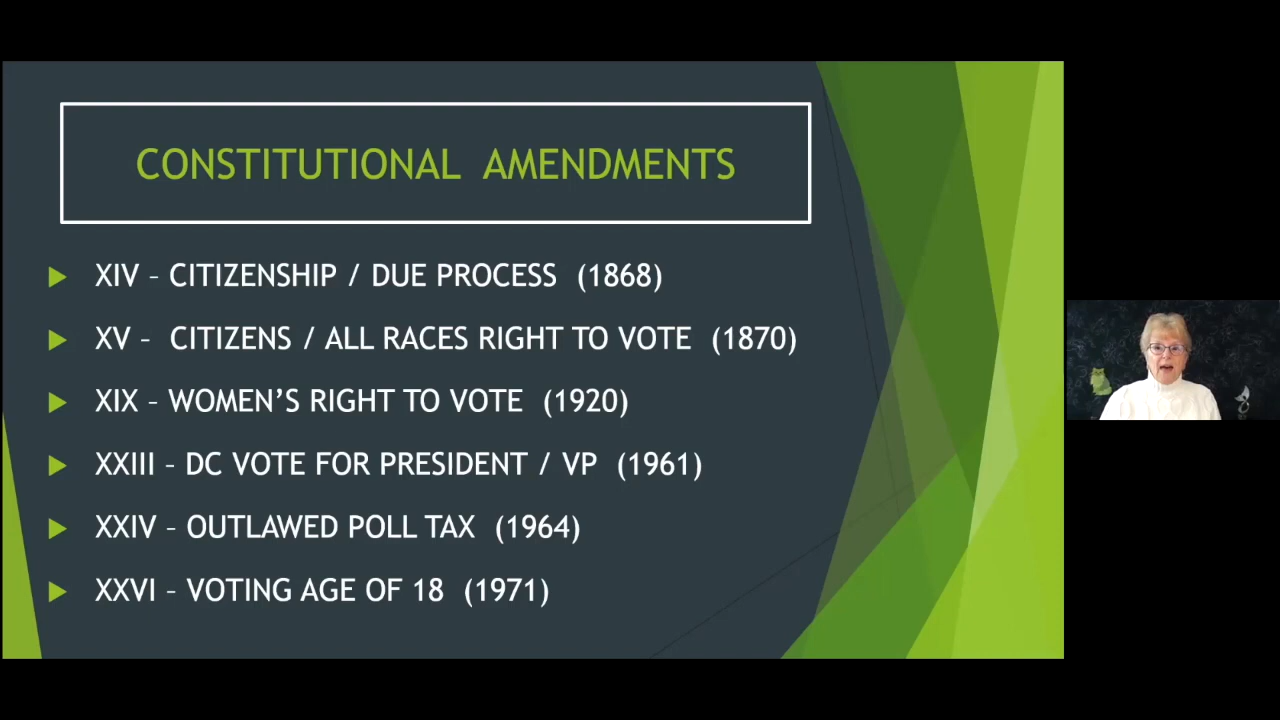 CONSTITUTIONAL AMENDMENTS
XIV – CITIZENSHIP / DUE PROCESS (1868)
XV – CITIZENS / ALL RACES RIGHT TO VOTE (1870)
XIX – WOMEN’S RIGHT TO VOTE (1920)
XXIII – DC VOTE FOR PRESIDENT / VP (1961)
XXIV – OUTLAWED POLL TAX (1964)
XXVI – VOTING AGE OF 18 (1971)